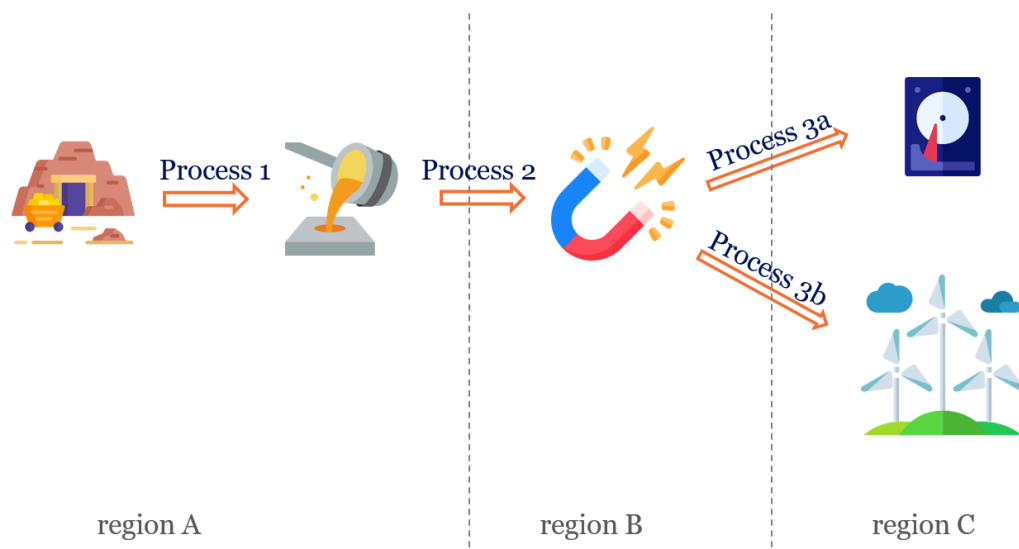 Process 1
Process 2
Process 3a
Process 3b
region A
region B
region C